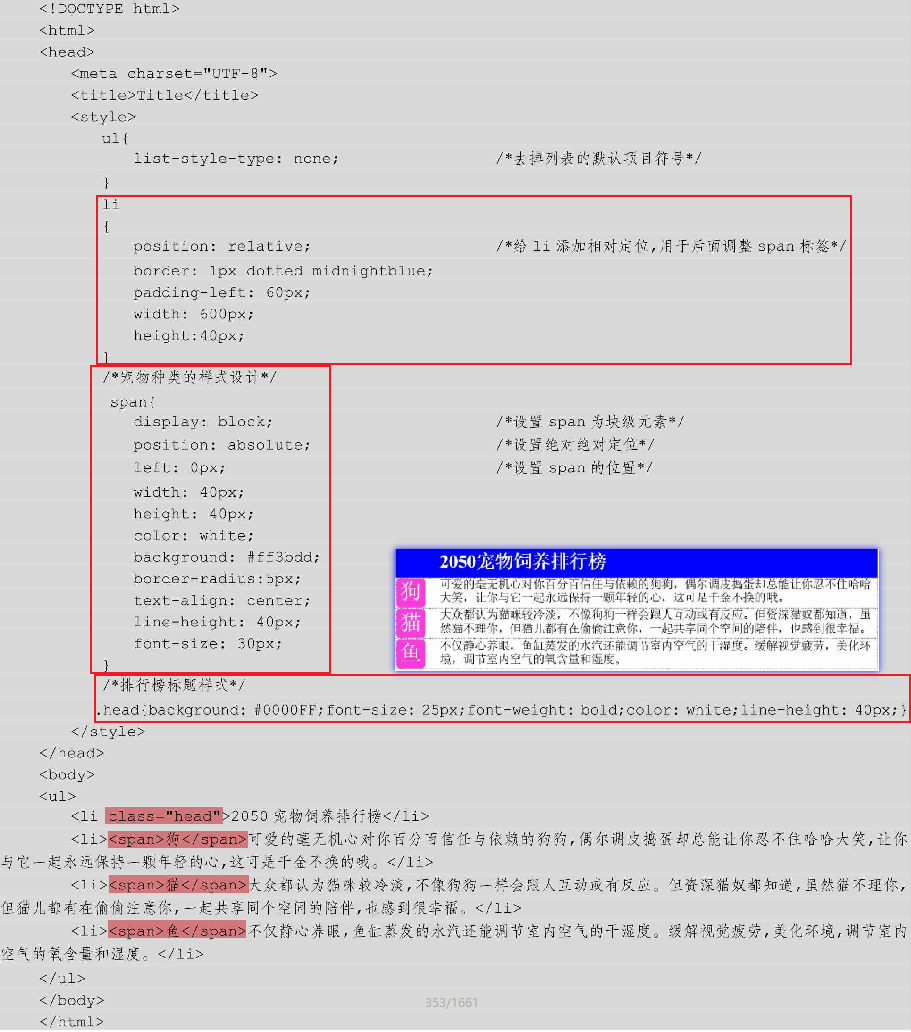 <!DOCTYPE html>
<html>
<head>
<meta charset="UTF-8">
<title>Title</title>
<style>
ul{
list-style-type: none; /*去掉列表的默认项目符号*/
}
li
{
position: relative; /*给 li 添加相对定位,用于后面调整 span 标签*/
border: 1px dotted midnightblue;
padding-left: 60px;
width: 600px;
height:40px;
}
/*宠物种类的样式设计*/
span{
display: block; /*设置 span 为块级元素*/
position: absolute; /*设置绝对绝对定位*/
left: 0px; /*设置 span 的位置*/
width: 40px;
height: 40px;
color: white;
background: #ff3bdd;
border-radius:5px;
text-align: center;
line-height: 40px;
font-size: 30px;
}
2050宠物饲养排行榜
狗 可爱的毫无机心对你百分百信任与依赖的狗狗，偶尔调皮捣蛋却总能让你忍不住哈哈
大笑，让你与它一起永远保持一颗年轻的心，这可是千金不换的哦。
猫 大众都认为猫咪较冷淡，不像狗狗一样会跟人互动或有反应。但资深猫奴都知道，虽
然猫不理你，但猫儿都有在偷偷注意你，一起共享同个空间的陪伴，也感到很幸福。
鱼 不仅静心养眼，鱼缸蒸发的水汽还能调节室内空气的干湿度。缓解视觉疲劳，美化环
境，调节室内空气的氧含量和湿度。
/*排行榜标题样式*/
.head{background: #0000FF;font-size: 25px;font-weight: bold;color: white;line-height: 40px;}
</style>
</head>
<body>
<ul>
<li class="head">2050 宠物饲养排行榜</li>
<li><span>狗</span>可爱的毫无机心对你百分百信任与依赖的狗狗,偶尔调皮捣蛋却总能让你忍不住哈哈大笑,让你
与它一起永远保持一颗年轻的心,这可是千金不换的哦。</li>
<li><span>猫</span>大众都认为猫咪较冷淡,不像狗狗一样会跟人互动或有反应。但资深猫奴都知道,虽然猫不理你,
但猫儿都有在偷偷注意你,一起共享同个空间的陪伴,也感到很幸福。</li>
<li><span>鱼</span>不仅静心养眼,鱼缸蒸发的水汽还能调节室内空气的干湿度。缓解视觉疲劳,美化环境,调节室内
空气的氧含量和湿度。</li>
</ul>
</body>
353/1661
</html>